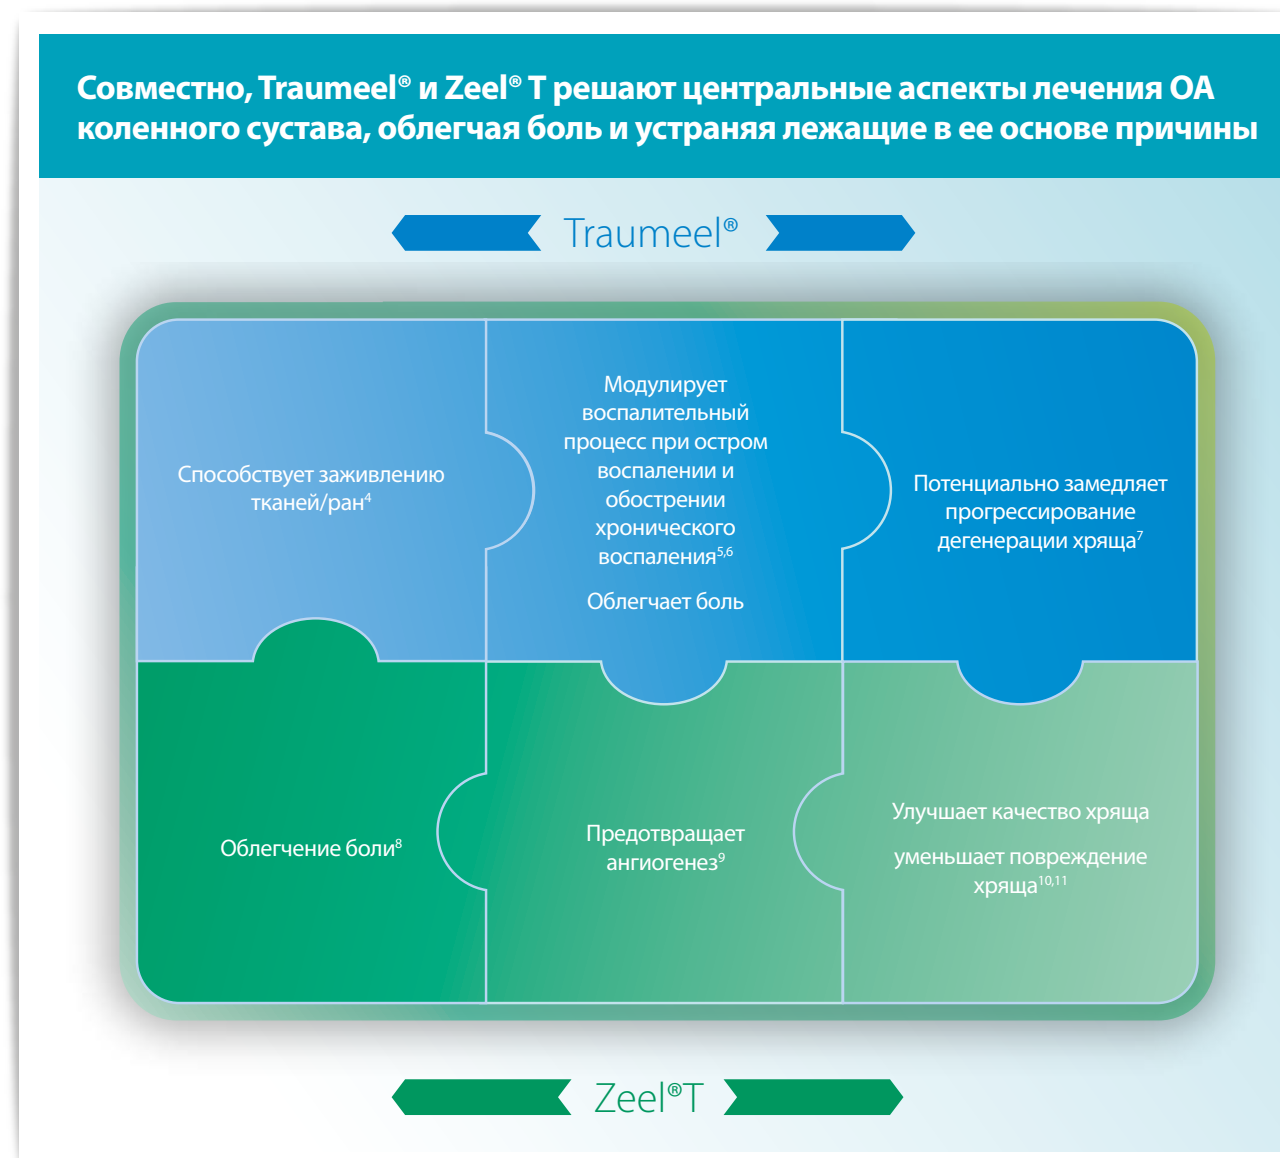 Совместно, Traumeel® и Zeel® T решают центральные аспекты лечения ОА
коленного сустава, облегчая боль и устраняя лежащие в ее основе причины
Traumeel®
Способствует заживлению
тканей/ран4
Модулирует
воспалительный
процесс при остром
воспалении и
обострении
хронического
воспаления5,6
Облегчает боль
Потенциально замедляет
прогрессирование
дегенерации хряща7
Облегчение боли8
Предотвращает
ангиогенез9
Улучшает качество хряща
уменьшает повреждение
хряща10,11
Zeel®T